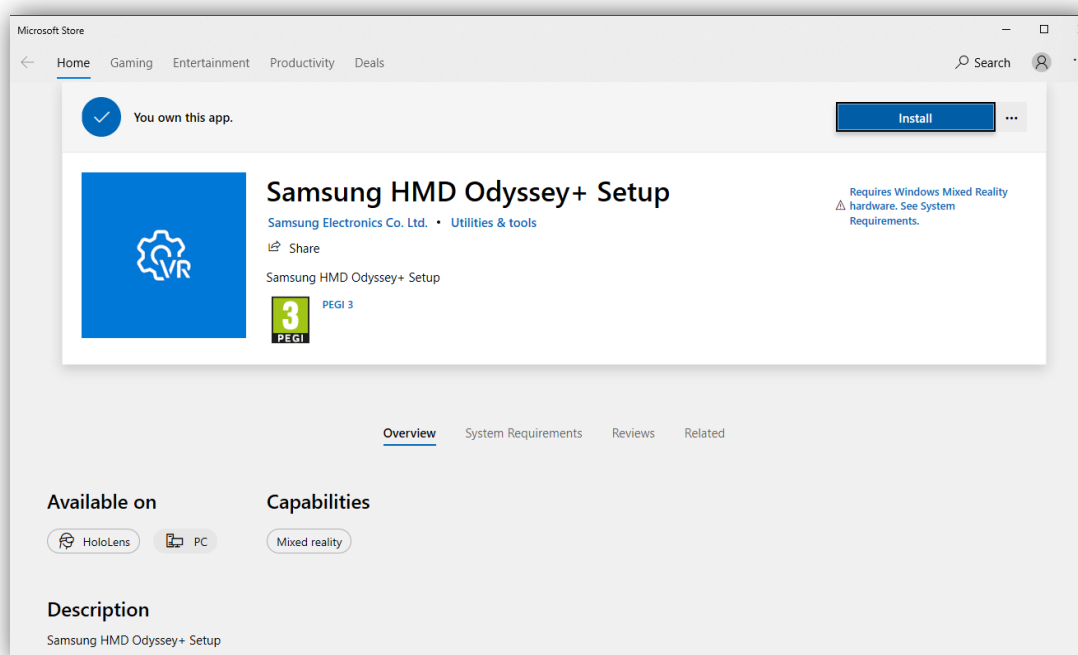 Microsoft Store
Home Gaming Entertainment Productivity Deals Search
You own this app.
Install
Samsung HMD Odyssey+ Setup
Samsung Electronics Co. Ltd. • Utilities & tools
Share
Samsung HMD Odyssey+ Setup
3
PEGI
PEGI 3
Requires Windows Mixed Reality
hardware. See System
Requirements.
VR
Overview System Requirements Reviews Related
Available on
HoloLens PC
Capabilities
Mixed reality
Description
Samsung HMD Odyssey+ Setup